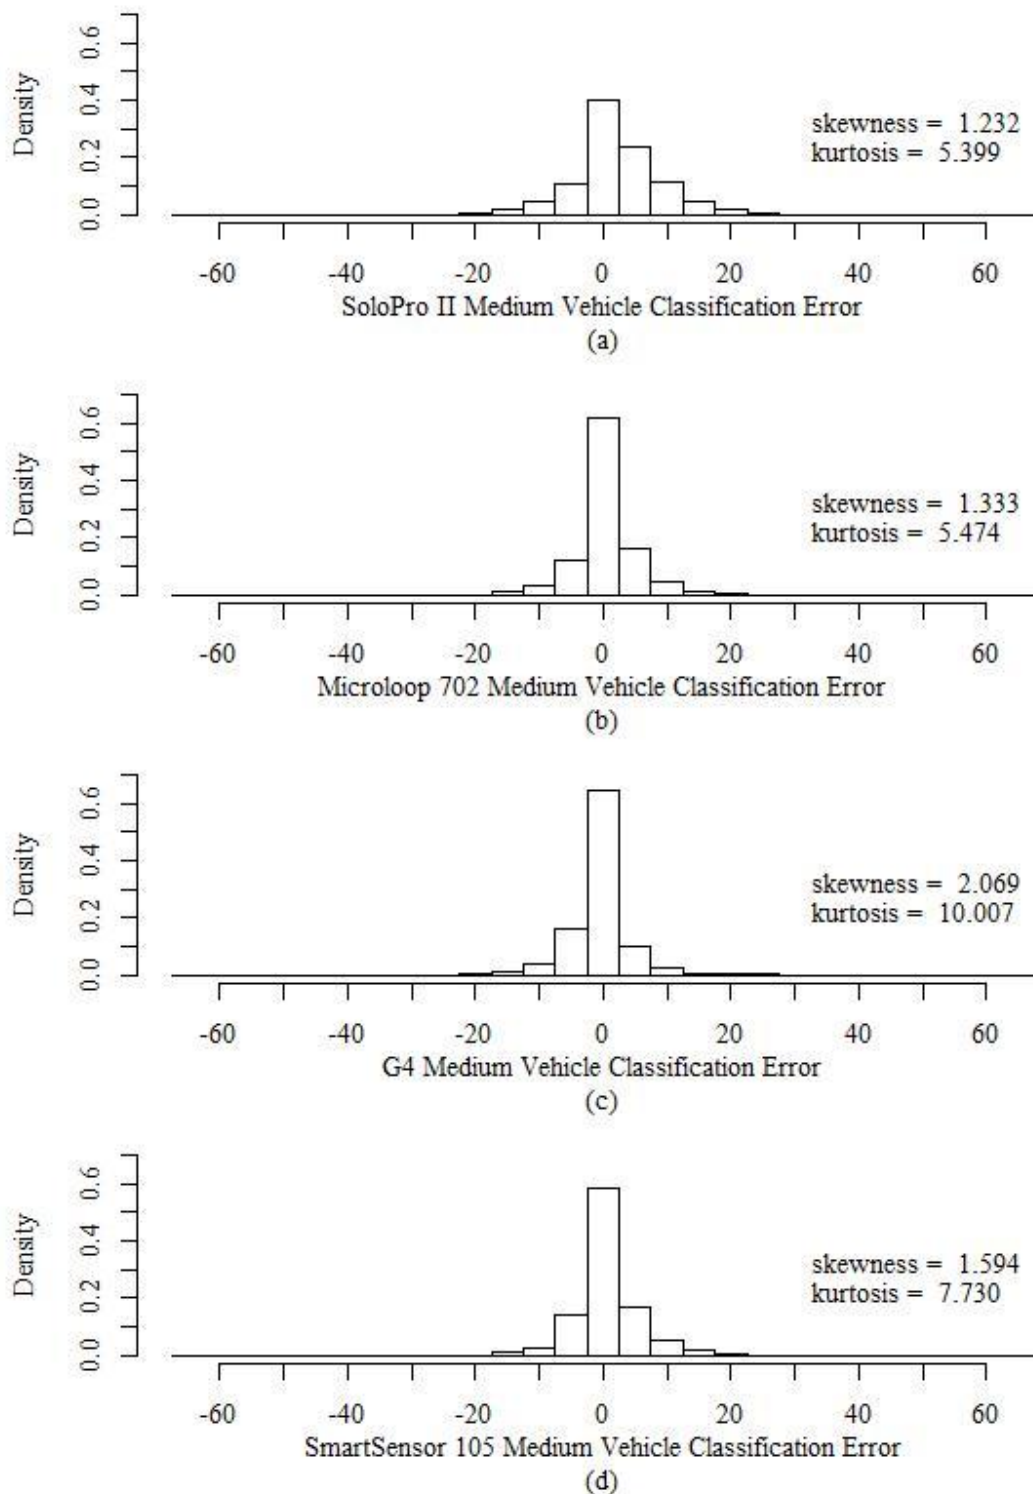 Density
0.0 0.2 0.4 0.6
skewness = 1.232
kurtosis = 5.399
-60 -40 -20 0 20 40 60
SoloPro II Medium Vehicle Classification Error
(a)
Density
0.0 0.2 0.4 0.6
skewness = 1.333
kurtosis = 5.474
-60 -40 -20 0 20 40 60
Microloop 702 Medium Vehicle Classification Error
(b)
Density
0.0 0.2 0.4 0.6
skewness = 2.069
kurtosis = 10.007
-60 -40 -20 0 20 40 60
G4 Medium Vehicle Classification Error
(c)
Density
0.0 0.2 0.4 0.6
skewness = 1.594
kurtosis = 7.730
-60 -40 -20 0 20 40 60
SmartSensor 105 Medium Vehicle Classification Error
(d)